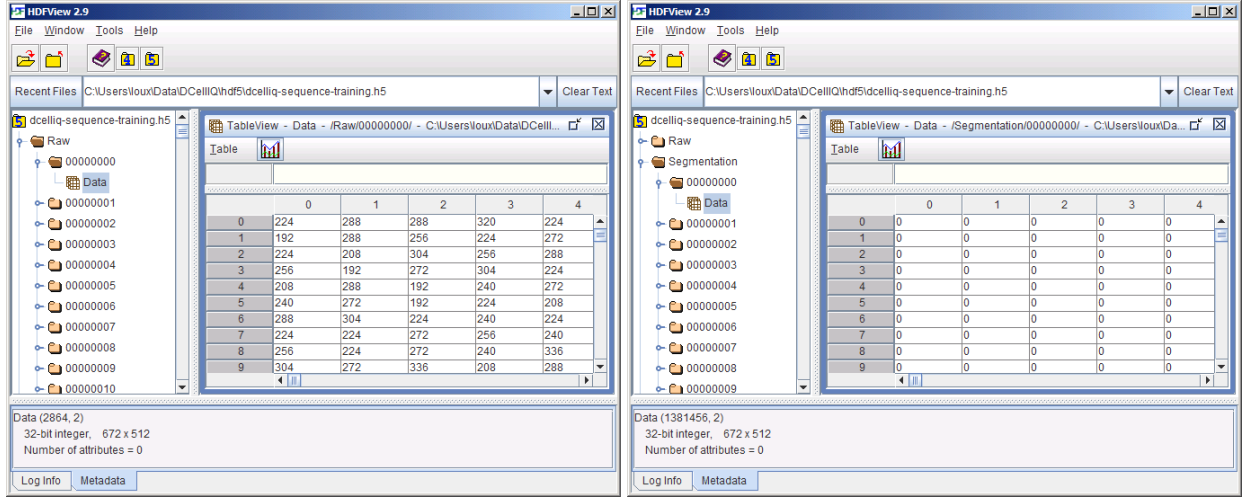 HDFView 2.9
File Window Tools Help
Recent Files C:\Users\loux\Data\DCellIQ\hdf5\dcelliq-sequence-training.h5 Clear Text
dcelliq-sequence-training.h5
Raw
00000000
Data
00000001
00000002
00000003
00000004
00000005
00000006
00000007
00000008
00000009
00000010
TableView - Data - /Raw/00000000/ - C:\Users\loux\Data\DCellI...
Table
0 1 2 3 4
0 224 288 288 320 224
1 192 288 256 224 272
2 224 208 304 256 288
3 256 192 272 304 224
4 208 288 192 240 272
5 240 272 192 224 208
6 288 304 224 240 224
7 224 224 272 256 240
8 256 224 272 240 336
9 304 272 336 208 288
Data (2864, 2)
32-bit integer, 672 x 512
Number of attributes = 0
Log Info Metadata
HDFView 2.9
File Window Tools Help
Recent Files C:\Users\loux\Data\DCellIQ\hdf5\dcelliq-sequence-training.h5 Clear Text
dcelliq-sequence-training.h5
Raw
Segmentation
00000000
Data
00000001
00000002
00000003
00000004
00000005
00000006
00000007
00000008
00000009
TableView - Data - /Segmentation/00000000/ - C:\Users\loux\Da...
Table
0 1 2 3 4
0 0 0 0 0 0
1 0 0 0 0 0
2 0 0 0 0 0
3 0 0 0 0 0
4 0 0 0 0 0
5 0 0 0 0 0
6 0 0 0 0 0
7 0 0 0 0 0
8 0 0 0 0 0
9 0 0 0 0 0
Data (1381456, 2)
32-bit integer, 672 x 512
Number of attributes = 0
Log Info Metadata